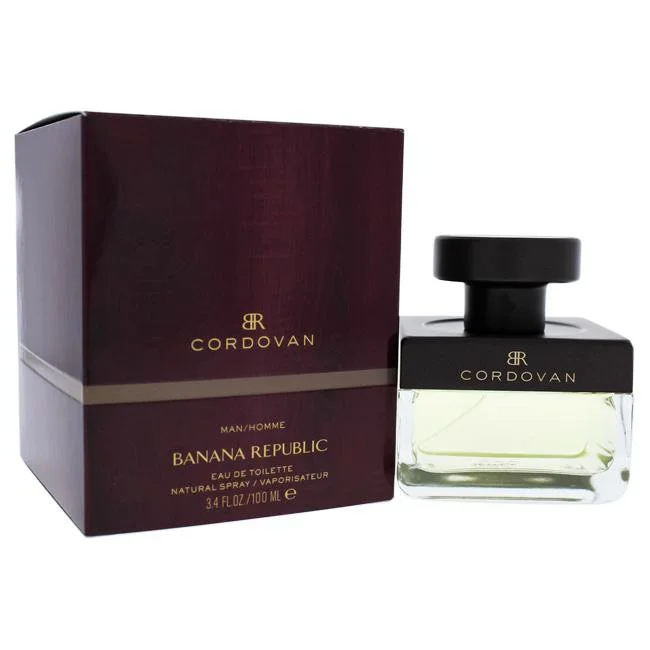 BR
CORDOVAN
MAN/HOMME
BANANA REPUBLIC
EAU DE TOILETTE
NATURAL SPRAY / VAPORISATEUR
3.4 FL.OZ./100 ML ℮
BR
CORDOVAN